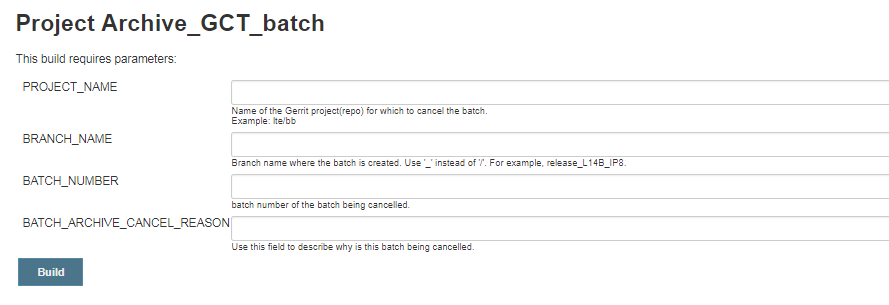 Project Archive_GCT_batch
This build requires parameters:
PROJECT_NAME
Name of the Gerrit project(repo) for which to cancel the batch.
Example: lte/bb
BRANCH_NAME
Branch name where the batch is created. Use '_' instead of '/'. For example, release_L14B_IP8.
BATCH_NUMBER
batch number of the batch being cancelled.
BATCH_ARCHIVE_CANCEL_REASON
Use this field to describe why is this batch being cancelled.
Build